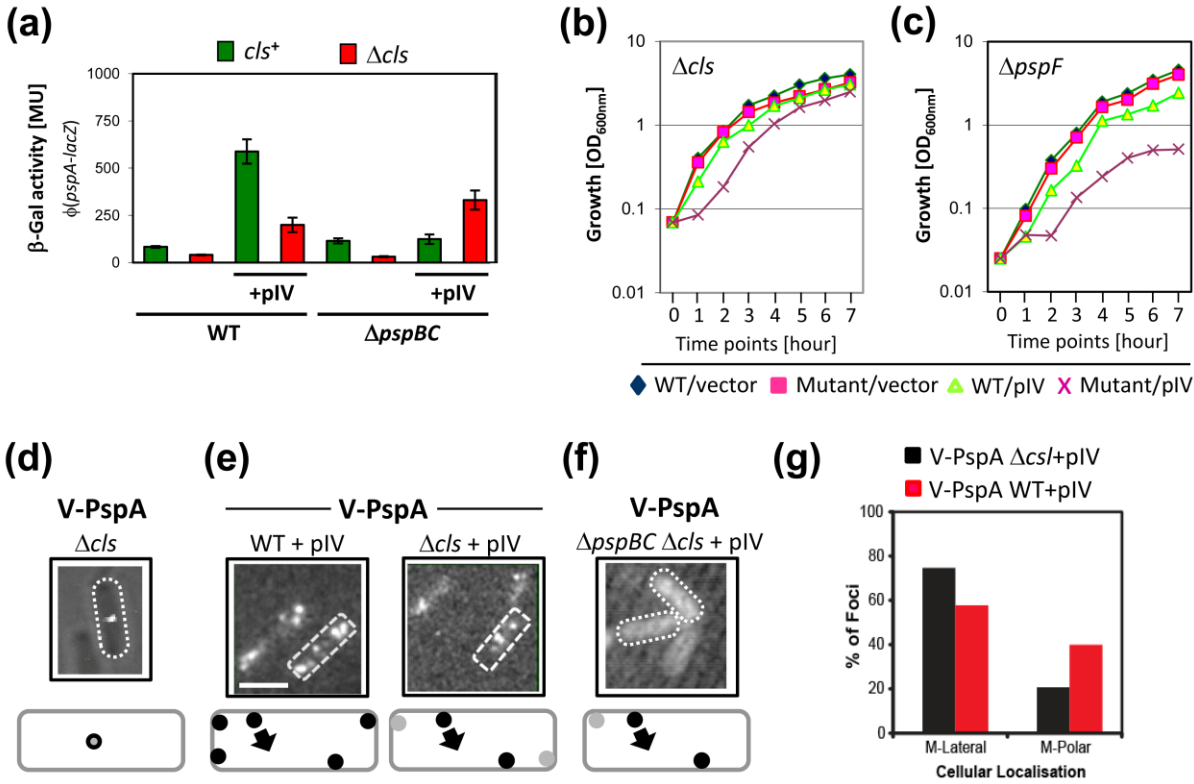 (a)
cls+
Δcls
β-Gal activity [MU]
ϕ(pspA-lacZ)
1000
750
500
250
0
+pIV
+pIV
WT
ΔpspBC
(b)
Δcls
Growth [OD600nm]
10
1
0.1
0.01
0 1 2 3 4 5 6 7
Time points [hour]
(c)
ΔpspF
Growth [OD600nm]
10
1
0.1
0.01
0 1 2 3 4 5 6 7
Time points [hour]
WT/vector Mutant/vector WT/pIV Mutant/pIV
(d)
V-PspA
Δcls
(e)
V-PspA
WT + pIV
Δcls + pIV
(f)
V-PspA
ΔpspBC Δcls + pIV
(g)
V-PspA Δcsl+pIV
V-PspA WT+pIV
% of Foci
100
80
60
40
20
0
M-Lateral M-Polar
Cellular Localisation